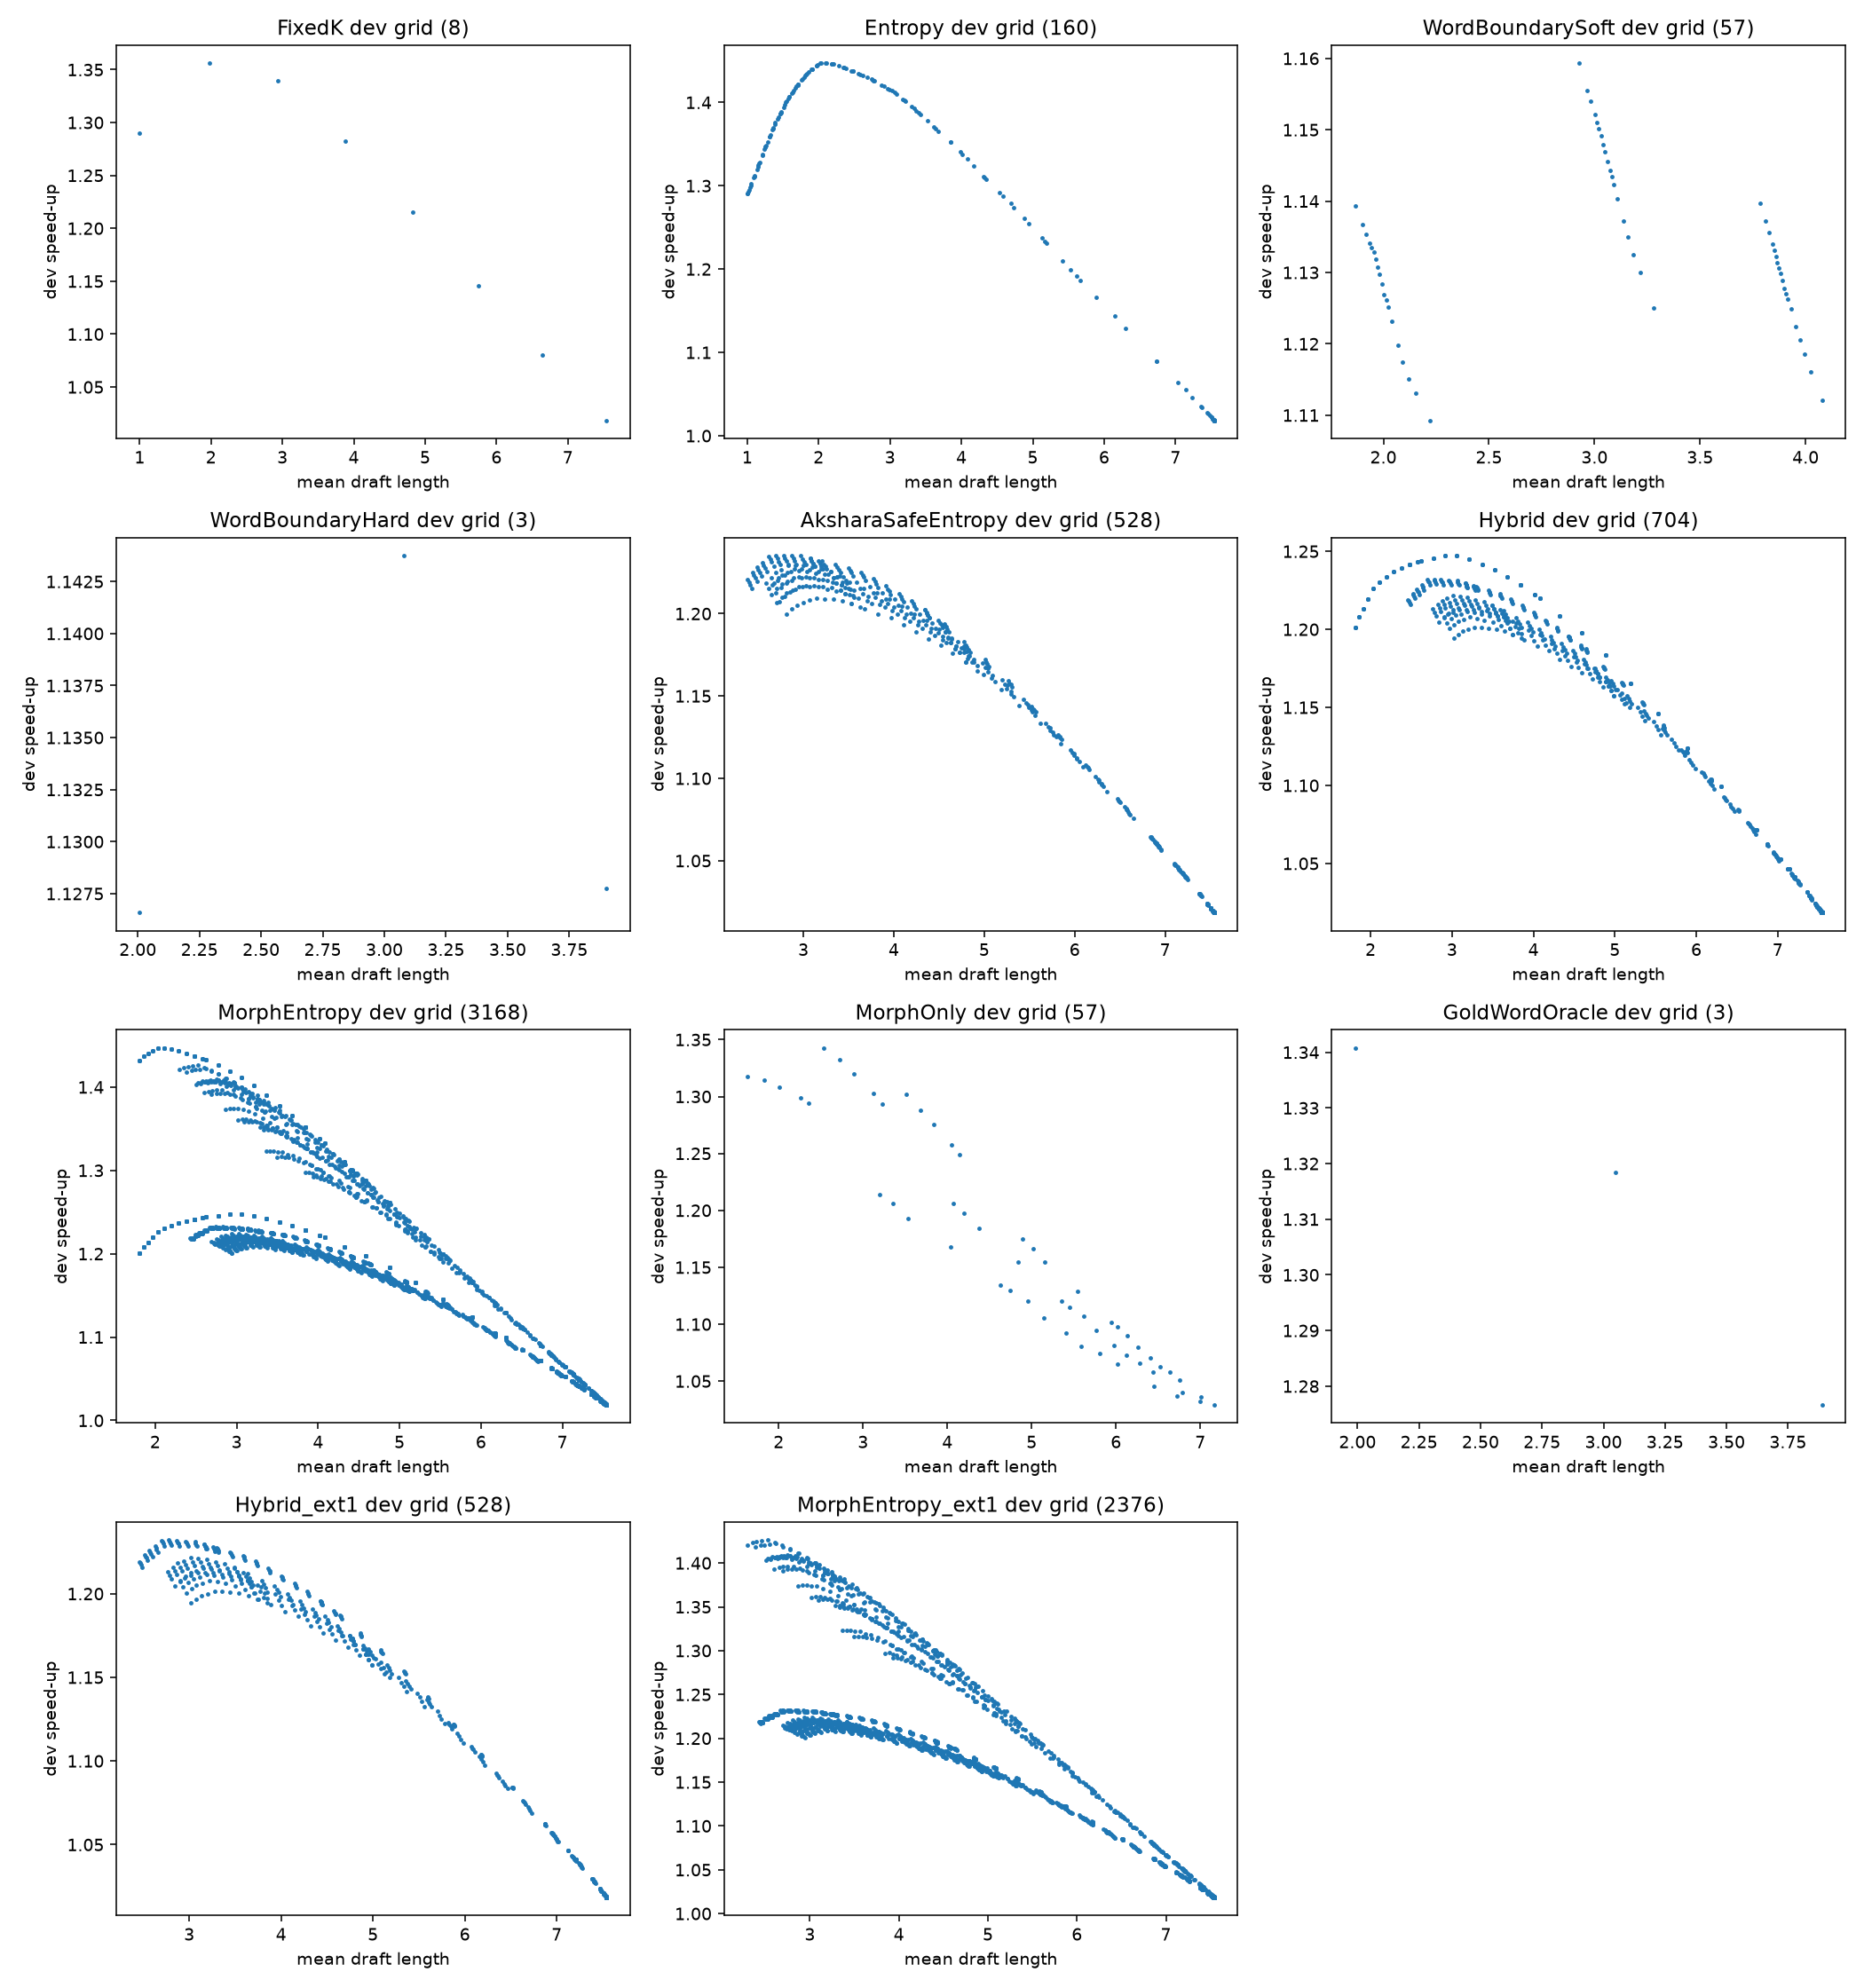 FixedK dev grid (8)
dev speed-up
1.35
1.30
1.25
1.20
1.15
1.10
1.05
1 2 3 4 5 6 7
mean draft length
Entropy dev grid (160)
dev speed-up
1.4
1.3
1.2
1.1
1.0
1 2 3 4 5 6 7
mean draft length
WordBoundarySoft dev grid (57)
dev speed-up
1.16
1.15
1.14
1.13
1.12
1.11
2.0 2.5 3.0 3.5 4.0
mean draft length
WordBoundaryHard dev grid (3)
dev speed-up
1.1425
1.1400
1.1375
1.1350
1.1325
1.1300
1.1275
2.00 2.25 2.50 2.75 3.00 3.25 3.50 3.75
mean draft length
AksharaSafeEntropy dev grid (528)
dev speed-up
1.20
1.15
1.10
1.05
3 4 5 6 7
mean draft length
Hybrid dev grid (704)
dev speed-up
1.25
1.20
1.15
1.10
1.05
2 3 4 5 6 7
mean draft length
MorphEntropy dev grid (3168)
dev speed-up
1.4
1.3
1.2
1.1
1.0
2 3 4 5 6 7
mean draft length
MorphOnly dev grid (57)
dev speed-up
1.35
1.30
1.25
1.20
1.15
1.10
1.05
2 3 4 5 6 7
mean draft length
GoldWordOracle dev grid (3)
dev speed-up
1.34
1.33
1.32
1.31
1.30
1.29
1.28
2.00 2.25 2.50 2.75 3.00 3.25 3.50 3.75
mean draft length
Hybrid_ext1 dev grid (528)
dev speed-up
1.20
1.15
1.10
1.05
3 4 5 6 7
mean draft length
MorphEntropy_ext1 dev grid (2376)
dev speed-up
1.40
1.35
1.30
1.25
1.20
1.15
1.10
1.05
1.00
3 4 5 6 7
mean draft length